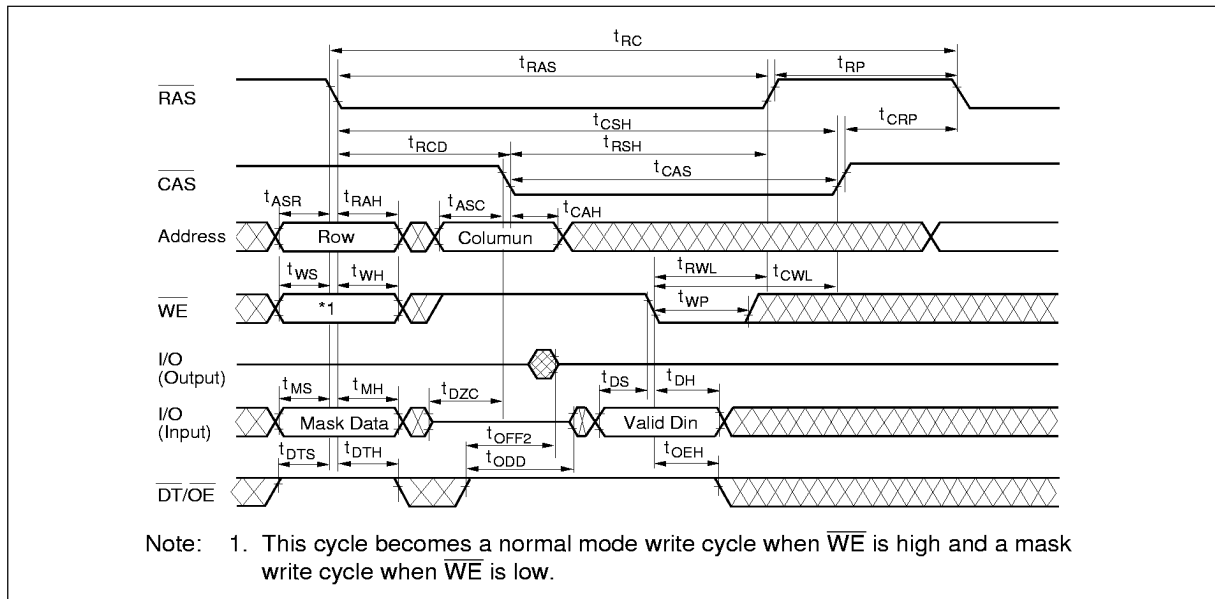 tRC
tRAS
tRP
RAS
tCSH
tCRP
tRCD
tRSH
tCAS
CAS
tASR
tRAH
tASC
tCAH
Address
Row
Columun
tRWL
tCWL
tWS
tWH
tWP
WE
*1
I/O
(Output)
tMS
tMH
tDZC
tDS
tDH
I/O
(Input)
Mask Data
Valid Din
tOFF2
tODD
tDTS
tDTH
tOEH
DT/OE
Note: 1. This cycle becomes a normal mode write cycle when WE is high and a mask
write cycle when WE is low.